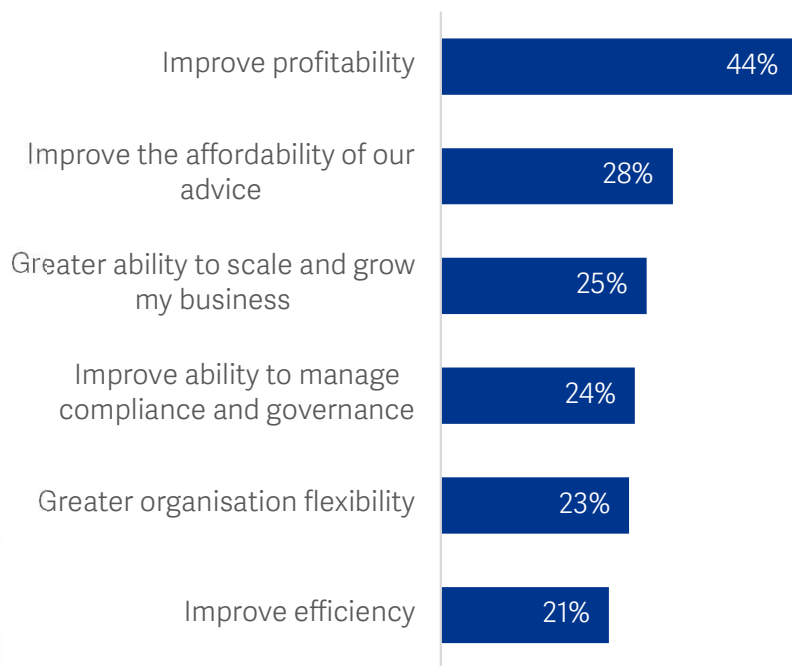 Improve profitability
44%
Improve the affordability of our
advice
28%
Greater ability to scale and grow
my business
25%
Improve ability to manage
compliance and governance
24%
Greater organisation flexibility
23%
Improve efficiency
21%